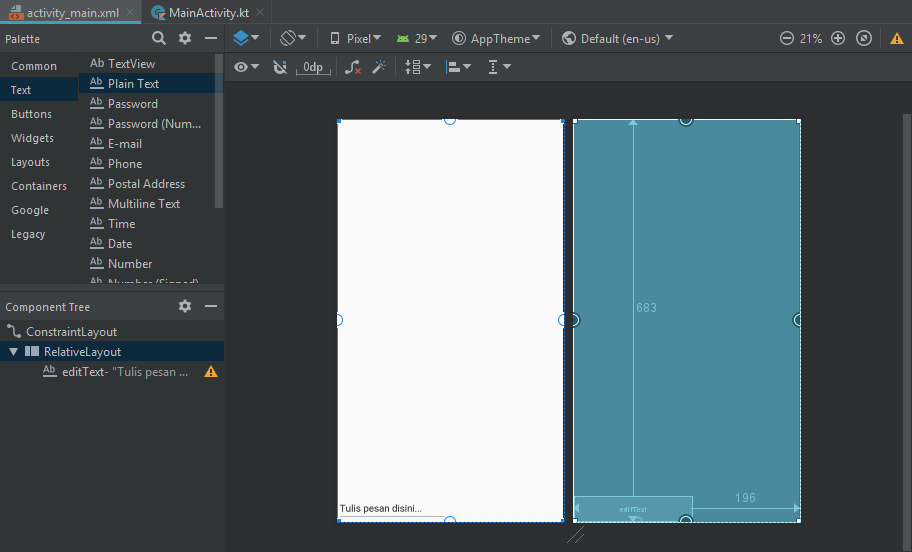 activity_main.xml
MainActivity.kt
Palette
Pixel
29
AppTheme
Default (en-us)
21%
0dp
Common
Text
Buttons
Widgets
Layouts
Containers
Google
Legacy
Ab TextView
Ab Plain Text
Ab Password
Ab Password (Num...
Ab E-mail
Ab Phone
Ab Postal Address
Ab Multiline Text
Ab Time
Ab Date
Ab Number
Ab Number (Signed)
Component Tree
ConstraintLayout
RelativeLayout
Ab editText- "Tulis pesan ...
Tulis pesan disini...
683
196
editText